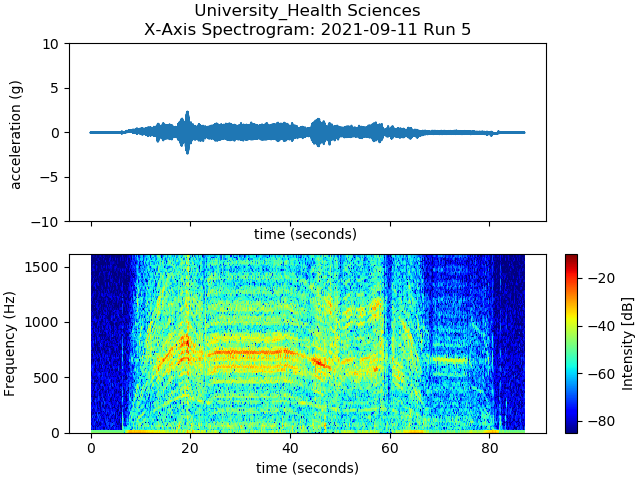 University_Health Sciences
X-Axis Spectrogram: 2021-09-11 Run 5
10
5
0
−5
−10
acceleration (g)
time (seconds)
1500
1000
500
0
Frequency (Hz)
0 20 40 60 80
time (seconds)
−20
−40
−60
−80
Intensity [dB]